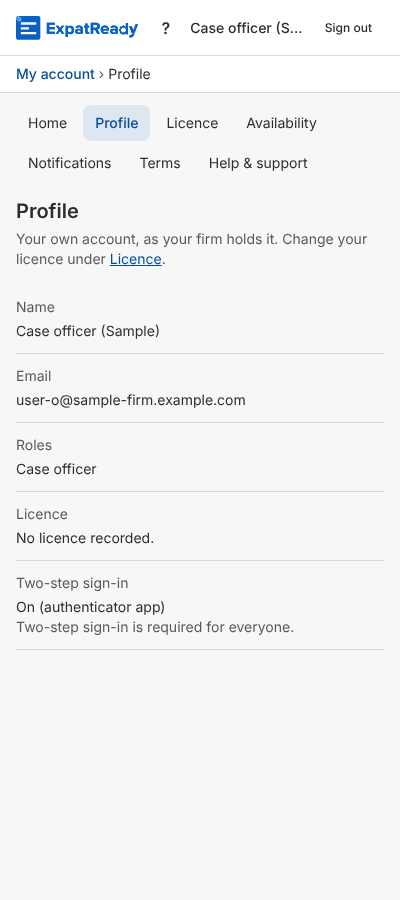 ExpatReady ? Case officer (S... Sign out
My account › Profile
Home Profile Licence Availability
Notifications Terms Help & support
Profile
Your own account, as your firm holds it. Change your
licence under Licence.
Name
Case officer (Sample)
Email
user-o@sample-firm.example.com
Roles
Case officer
Licence
No licence recorded.
Two-step sign-in
On (authenticator app)
Two-step sign-in is required for everyone.